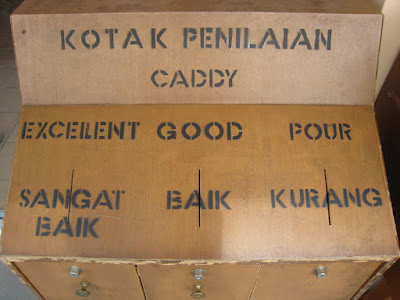 KOTAK PENILAIAN
CADDY
EXCELENT GOOD POUR
SANGAT BAIK BAIK KURANG